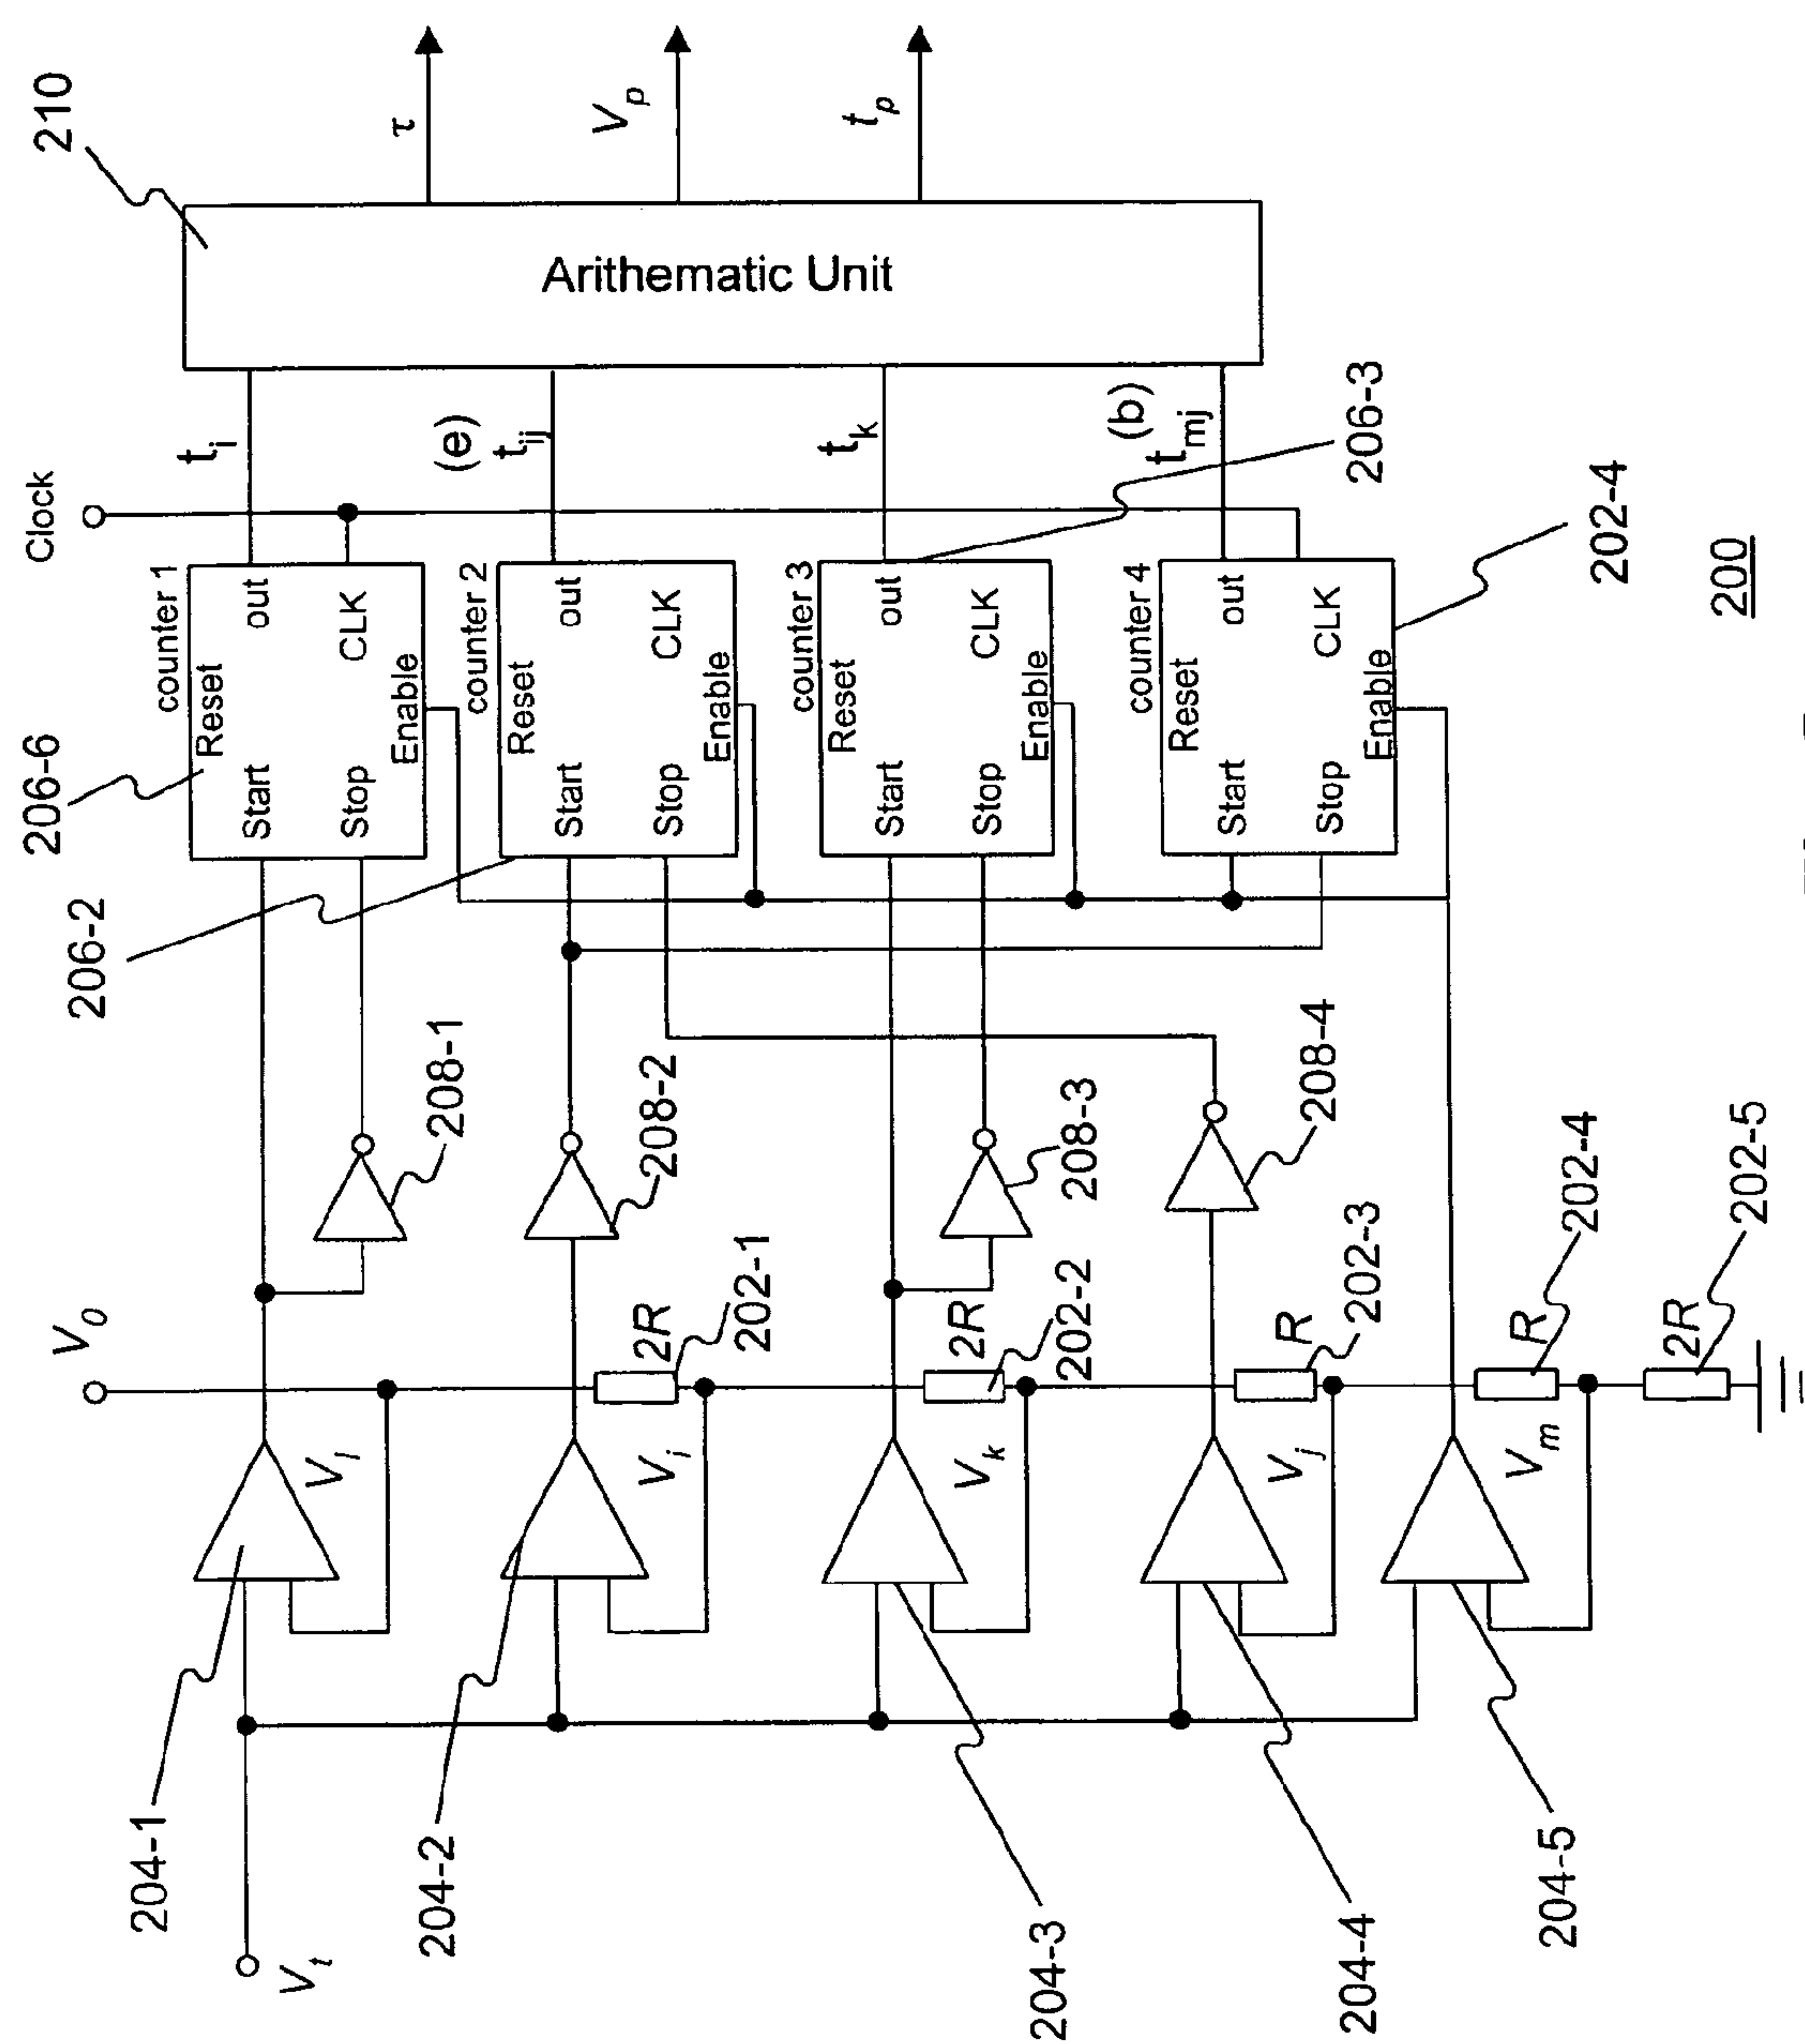 210
τ
V_p
t_p
Arithematic Unit
Clock
t_i
(e)
t_ij
t_k
(b)
t_mj
206-3
206-6
counter 1
Reset
Start
out
Stop
CLK
Enable
206-2
counter 2
Reset
Start
out
Stop
CLK
Enable
counter 3
Reset
Start
out
Stop
CLK
Enable
counter 4
Reset
Start
out
Stop
CLK
Enable
202-4
200
208-1
208-2
208-3
208-4
V_0
2R
202-1
2R
202-2
R
202-3
R
202-4
2R
202-5
V_l
V_i
V_k
V_j
V_m
204-1
204-2
204-3
204-4
204-5
V_t